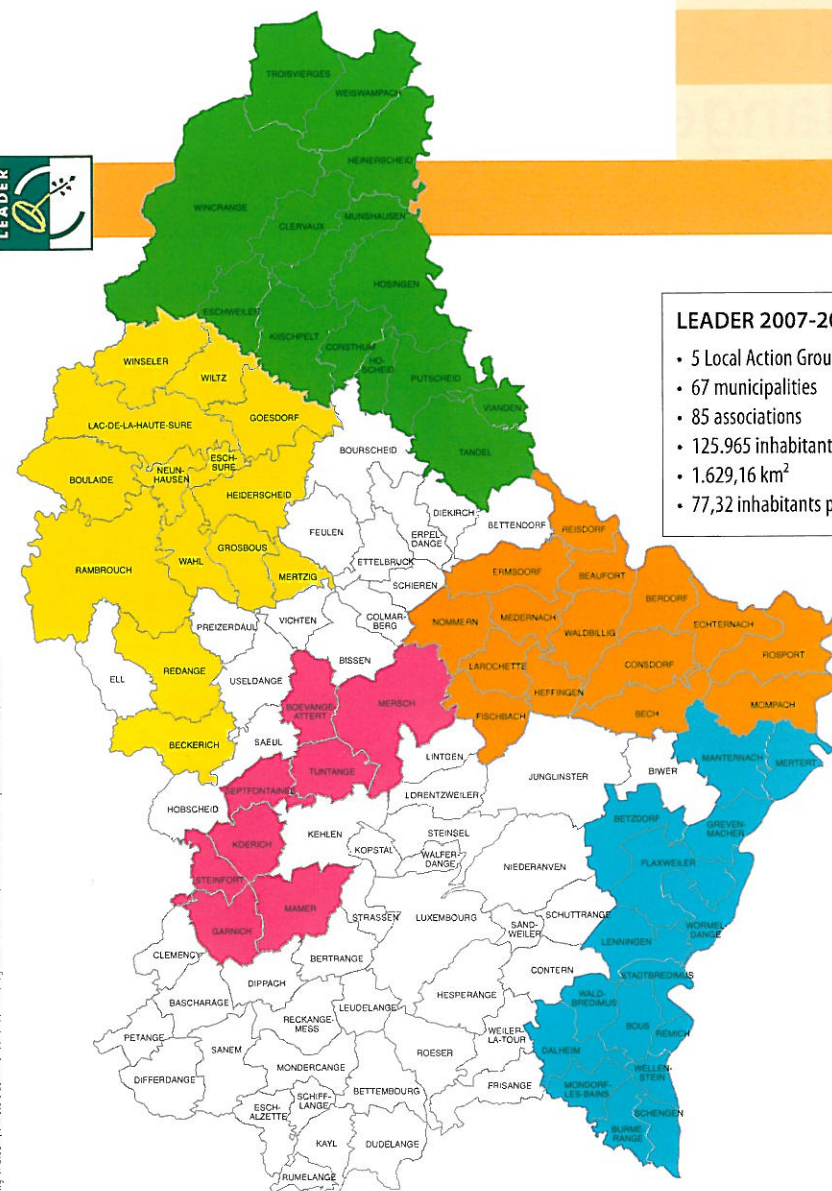 TROISVIERGES
WEISWAMPACH
LEADER
HEINERSCHEID
WINCRANGE
MUNSHAUSEN
CLERVAUX
HOSINGEN
ESCHWEILER
KIISCHPELT
CONSTHUM
HO-
SCHEID
PUTSCHEID
VIANDEN
TANDEL
LEADER 2007-20
• 5 Local Action Grou
• 67 municipalities
• 85 associations
• 125.965 inhabitant
• 1.629,16 km²
• 77,32 inhabitants p
WINSELER
WILTZ
GOESDORF
LAC-DE-LA-HAUTE-SURE
BOULAIDE
NEUN-
HAUSEN
ESCH-
SURE
HEIDERSCHEID
RAMBROUCH
WAHL
GROSBOUS
MERTZIG
REDANGE
BECKERICH
BOURSCHEID
DIEKIRCH
BETTENDORF
FEULEN
ERPEL-
DANGE
ETTELBRUCK
SCHIEREN
COLMAR-
BERG
PREIZERDAUL
VICHTEN
BISSEN
ELL
USELDANGE
SAEUL
REISDORF
ERMSDORF
BEAUFORT
BERDORF
NOMMERN
MEDERNACH
WALDBILLIG
ECHTERNACH
LAROCHETTE
CONSDORF
ROSPORT
HEFFINGEN
FISCHBACH
BECH
MOMPACH
BOEVANGE
ATTERT
MERSCH
TUNTANGE
SEPTFONTAINES
KOERICH
STEINFORT
GARNICH
MAMER
HOBSCHEID
LINTGEN
JUNGLINSTER
BIWER
LORENTZWEILER
KEHLEN
STEINSEL
KOPSTAL
WALFER-
DANGE
NIEDERANVEN
STRASSEN
LUXEMBOURG
SAND-
WEILER
SCHUTTRANGE
MANTERNACH
MERTERT
BETZDORF
GREVEN-
MACHER
FLAXWEILER
WORMEL-
DANGE
LENNINGEN
STADTBREDIMUS
WALD-
BREDIMUS
BOUS
REMICH
DALHEIM
WELLEN-
STEIN
MONDORF-
LES-BAINS
SCHENGEN
BURME-
RANGE
CLEMENCY
BERTRANGE
CONTERN
DIPPACH
HESPERANGE
BASCHARAGE
LEUDELANGE
RECKANGE-
MESS
WEILER-
LA-TOUR
PETANGE
SANEM
ROESER
MONDERCANGE
DIFFERDANGE
BETTEMBOURG
FRISANGE
SCHIFF-
LANGE
ESCH-
ALZETTE
KAYL
DUDELANGE
RUMELANGE